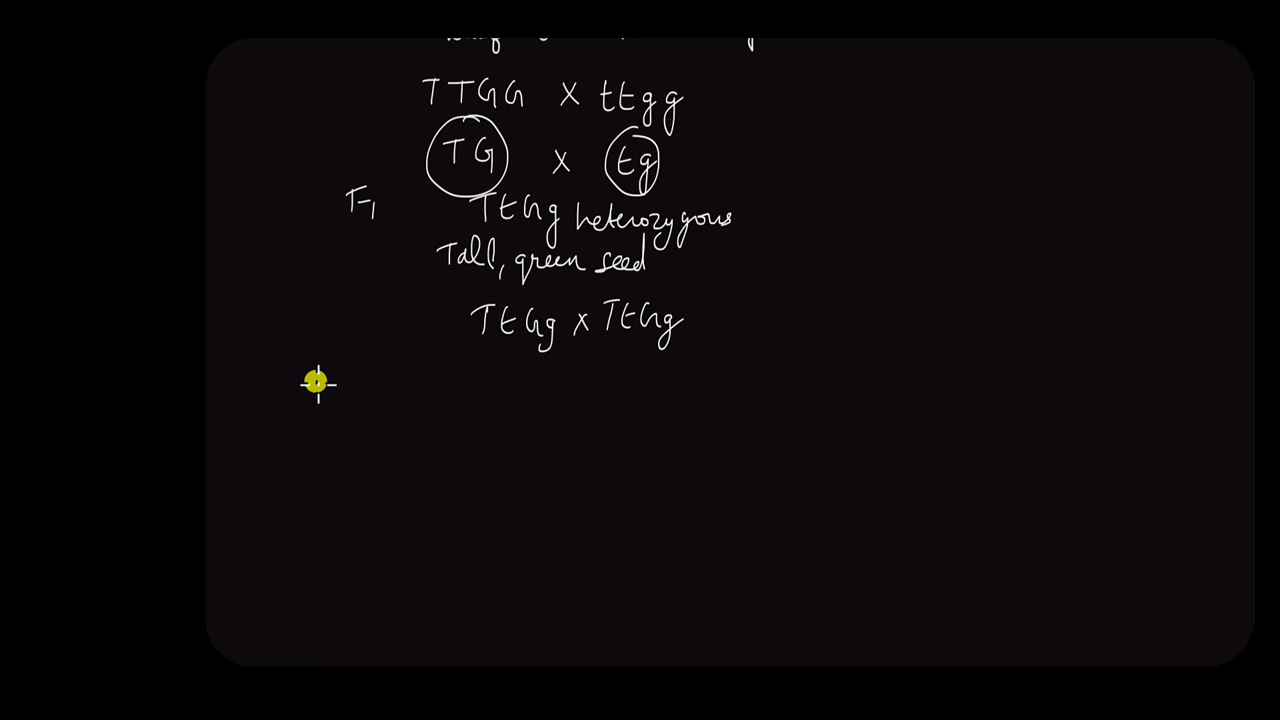 TTGG X ttgg
TG X tg
F1 TtGg heterozygous
Tall, green seed
TtGg X TtGg